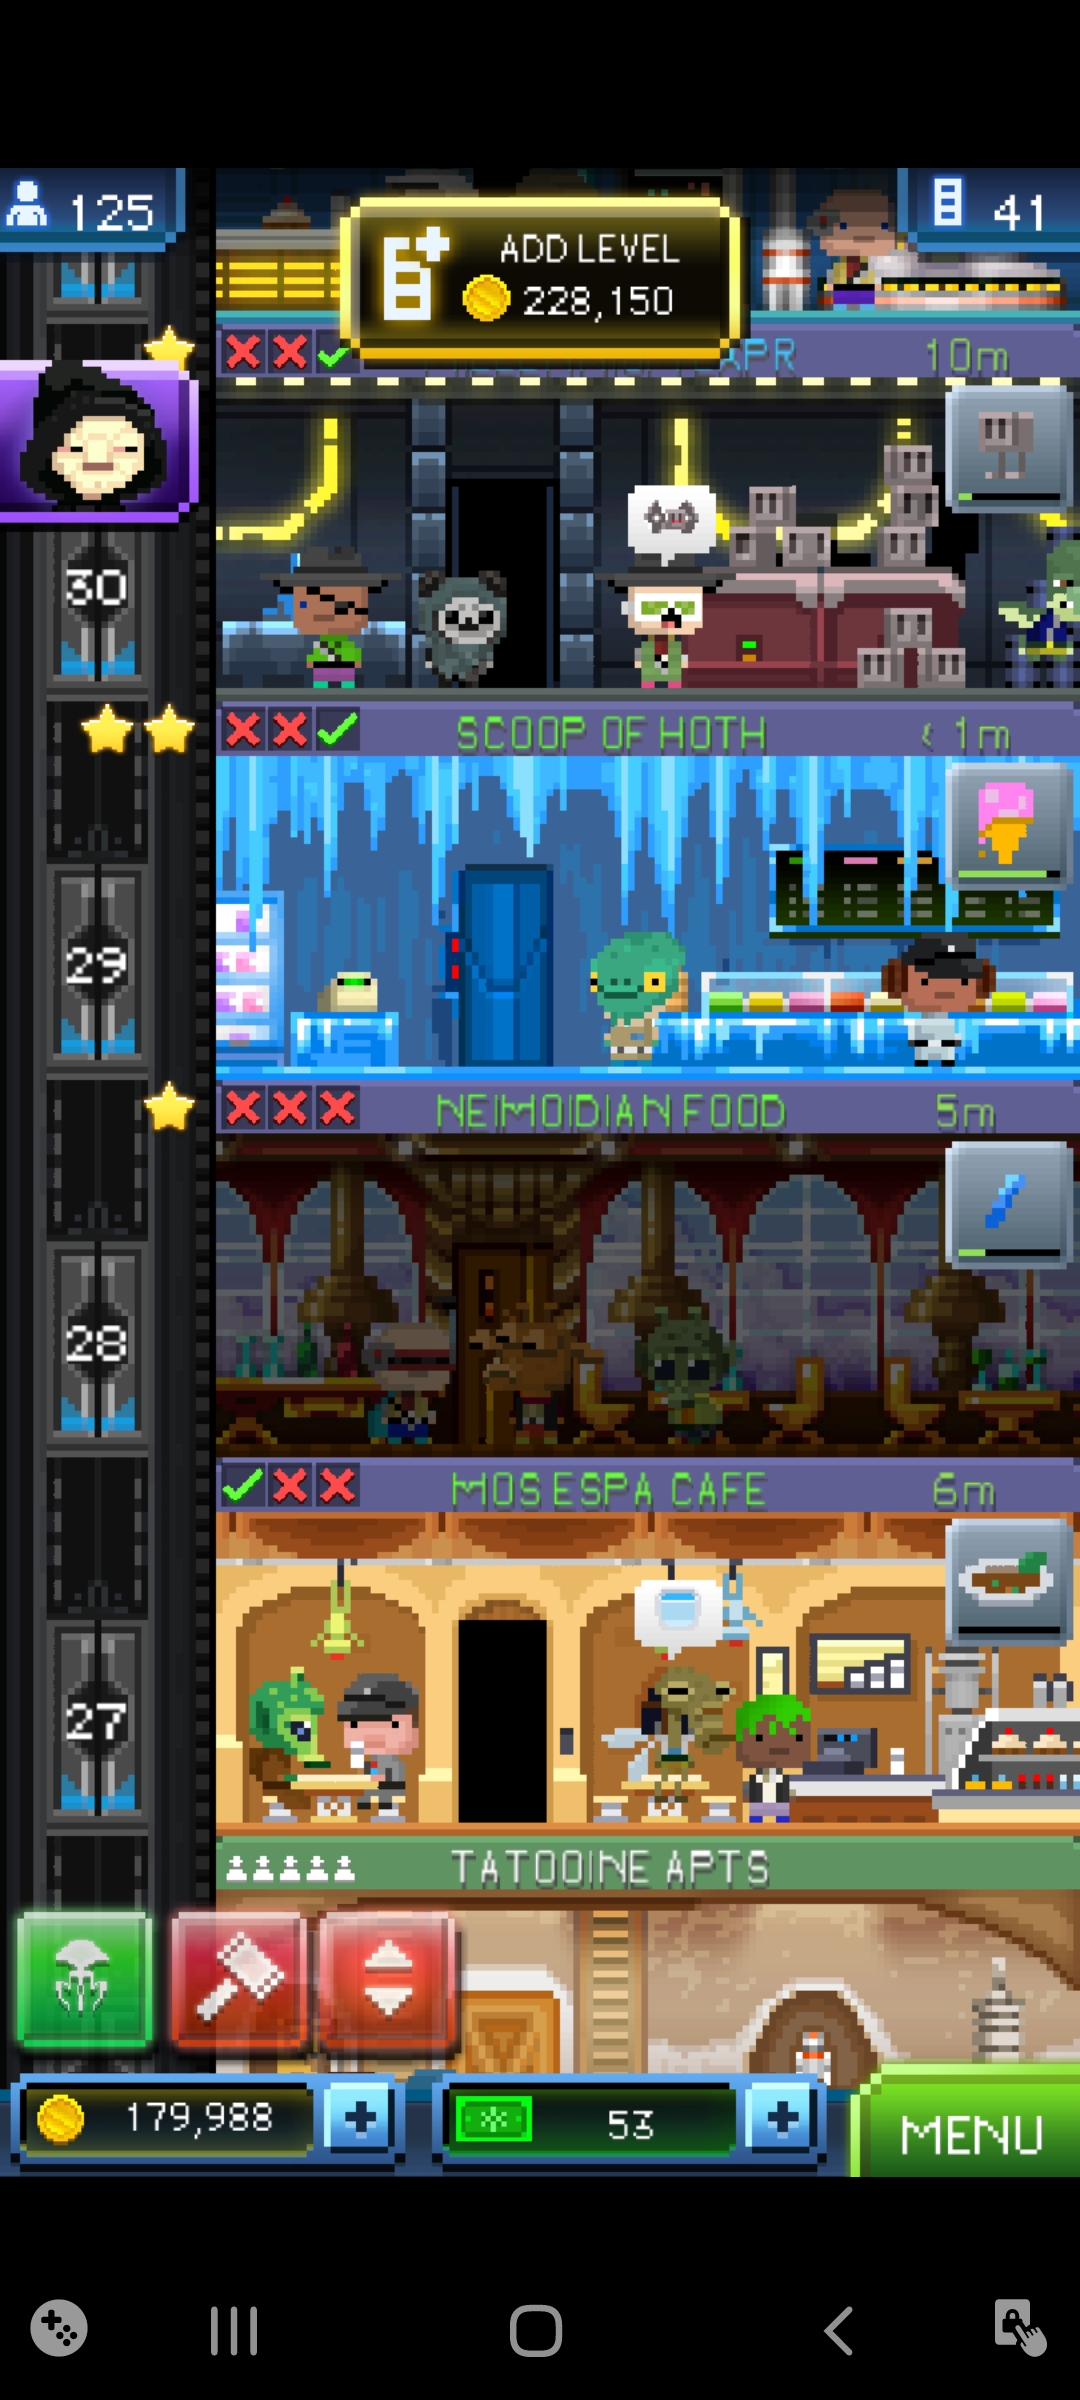 125
ADD LEVEL
228,150
41
10m
30
SCOOP OF HOTH
< 1m
29
NEIMOIDIAN FOOD
5m
28
MOS ESPA CAFE
6m
27
TATOOINE APTS
179,988
53
MENU